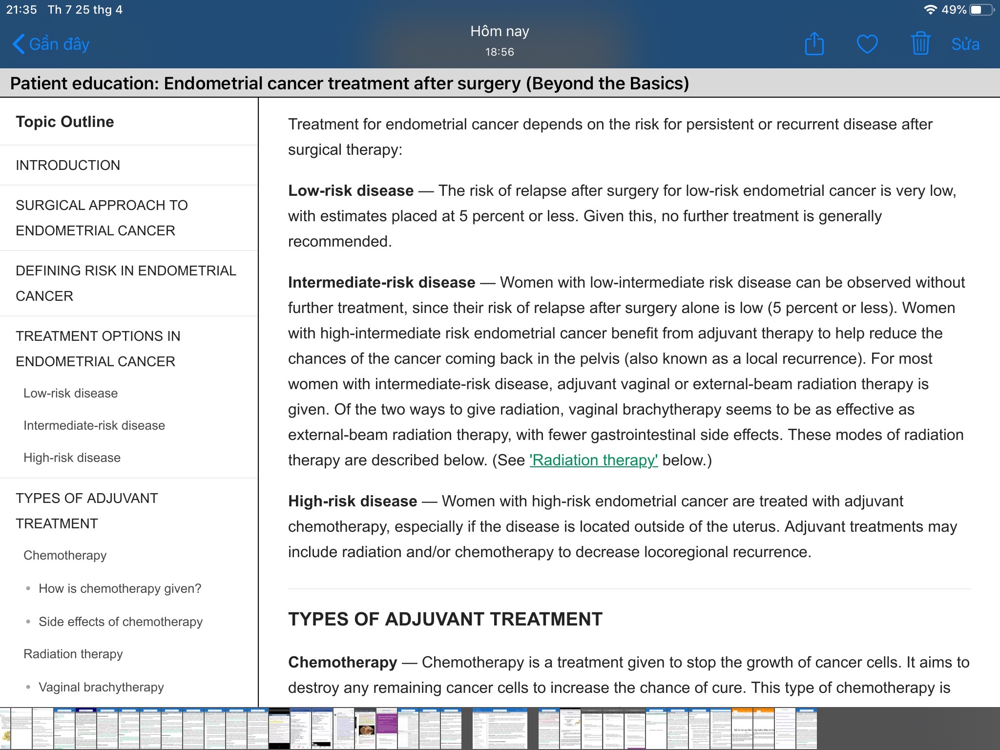 21:35 Th 7 25 thg 4
49%
Gần đây
Hôm nay
18:56
Sửa
Patient education: Endometrial cancer treatment after surgery (Beyond the Basics)
Topic Outline
INTRODUCTION
SURGICAL APPROACH TO
ENDOMETRIAL CANCER
DEFINING RISK IN ENDOMETRIAL
CANCER
TREATMENT OPTIONS IN
ENDOMETRIAL CANCER
Low-risk disease
Intermediate-risk disease
High-risk disease
TYPES OF ADJUVANT
TREATMENT
Chemotherapy
• How is chemotherapy given?
• Side effects of chemotherapy
Radiation therapy
• Vaginal brachytherapy
Treatment for endometrial cancer depends on the risk for persistent or recurrent disease after
surgical therapy:
Low-risk disease — The risk of relapse after surgery for low-risk endometrial cancer is very low,
with estimates placed at 5 percent or less. Given this, no further treatment is generally
recommended.
Intermediate-risk disease — Women with low-intermediate risk disease can be observed without
further treatment, since their risk of relapse after surgery alone is low (5 percent or less). Women
with high-intermediate risk endometrial cancer benefit from adjuvant therapy to help reduce the
chances of the cancer coming back in the pelvis (also known as a local recurrence). For most
women with intermediate-risk disease, adjuvant vaginal or external-beam radiation therapy is
given. Of the two ways to give radiation, vaginal brachytherapy seems to be as effective as
external-beam radiation therapy, with fewer gastrointestinal side effects. These modes of radiation
therapy are described below. (See 'Radiation therapy' below.)
High-risk disease — Women with high-risk endometrial cancer are treated with adjuvant
chemotherapy, especially if the disease is located outside of the uterus. Adjuvant treatments may
include radiation and/or chemotherapy to decrease locoregional recurrence.
TYPES OF ADJUVANT TREATMENT
Chemotherapy — Chemotherapy is a treatment given to stop the growth of cancer cells. It aims to
destroy any remaining cancer cells to increase the chance of cure. This type of chemotherapy is